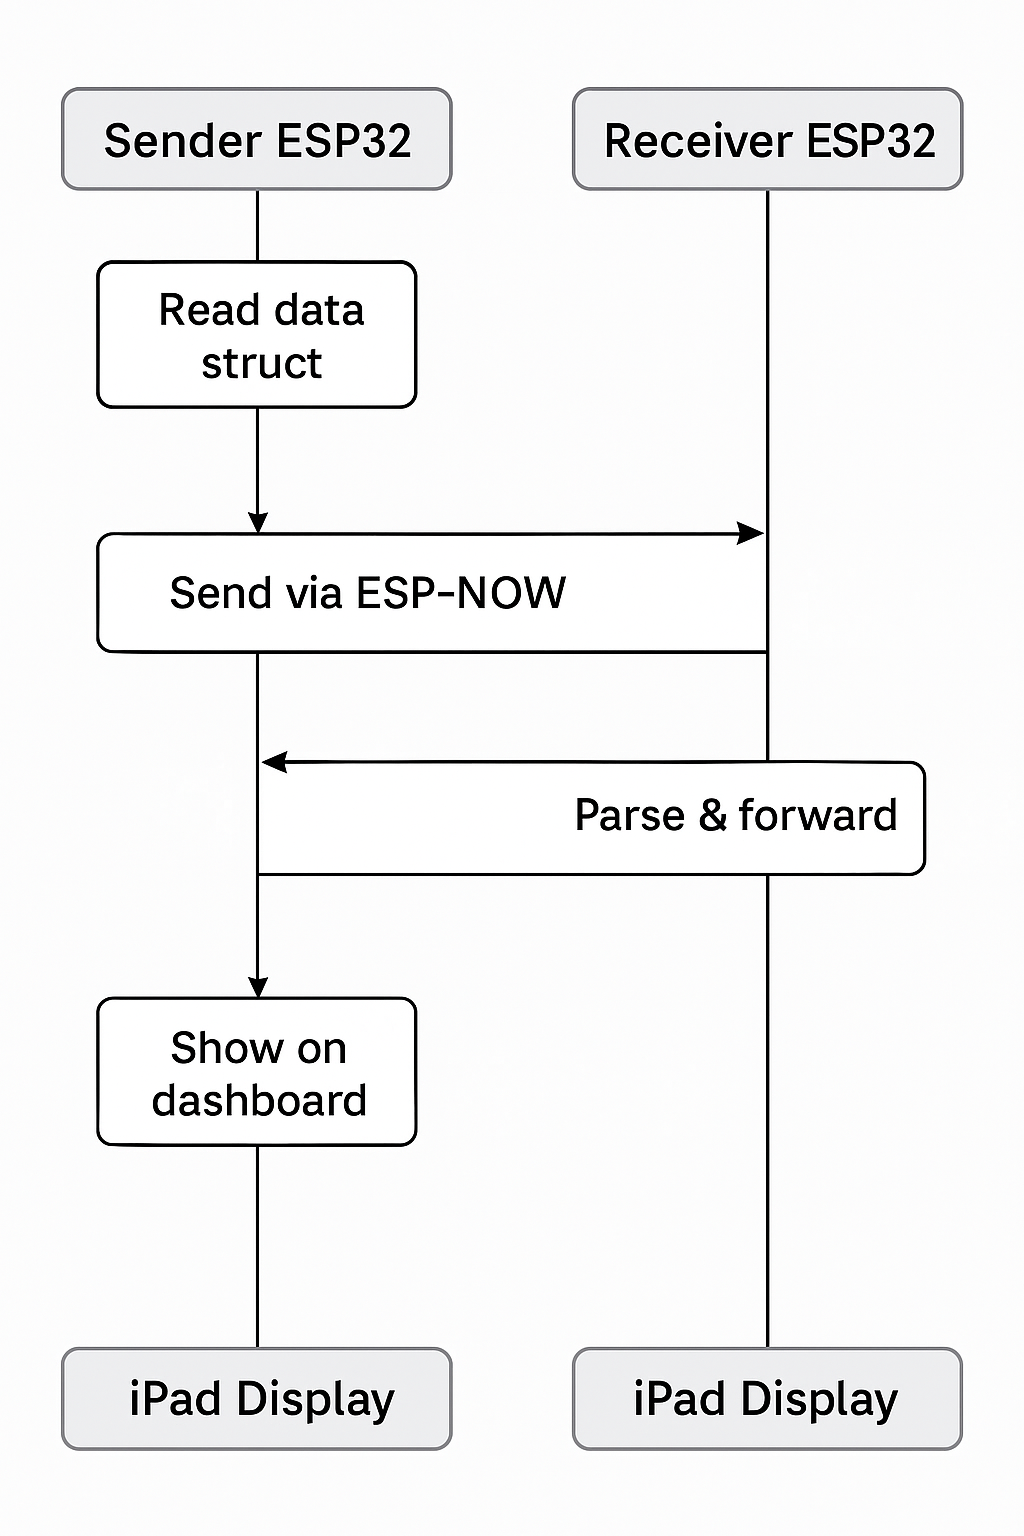 Sender ESP32
Receiver ESP32
Read data
struct
Send via ESP-NOW
Parse & forward
Show on
dashboard
iPad Display
iPad Display